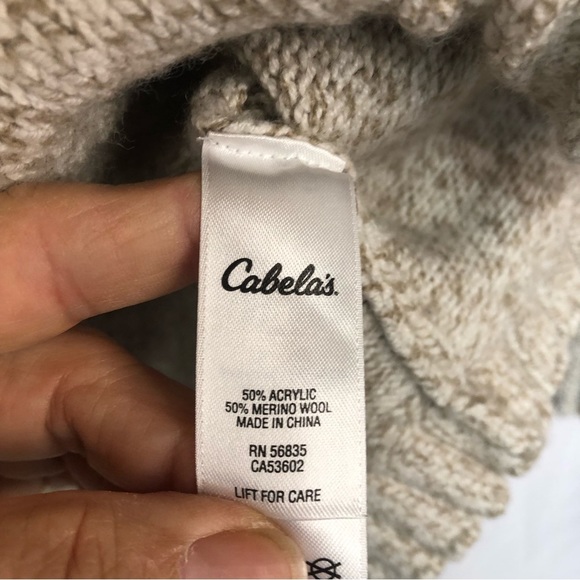 Cabela's.
50% ACRYLIC
50% MERINO WOOL
MADE IN CHINA
RN 56835
CA53602
LIFT FOR CARE